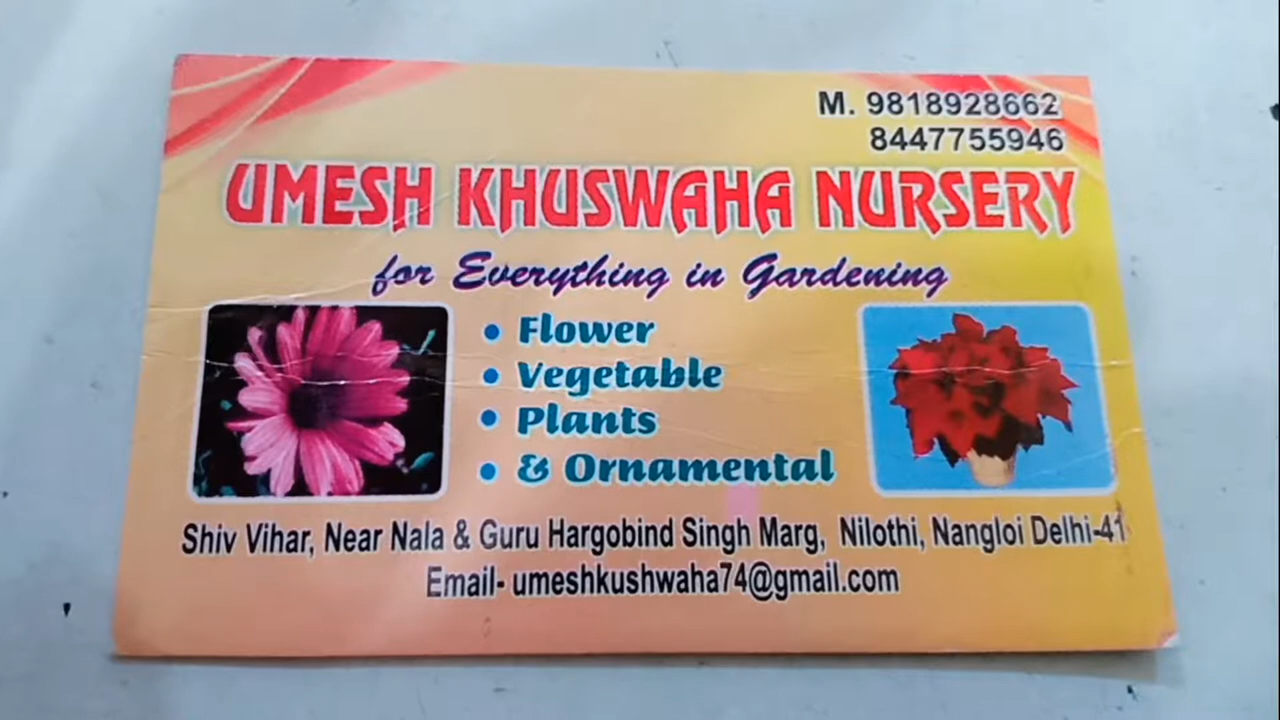 M. 9818928662
8447755946
UMESH KHUSWAHA NURSERY
for Everything in Gardening
• Flower
• Vegetable
• Plants
• & Ornamental
Shiv Vihar, Near Nala & Guru Hargobind Singh Marg, Nilothi, Nangloi Delhi-41
Email- umeshkushwaha74@gmail.com